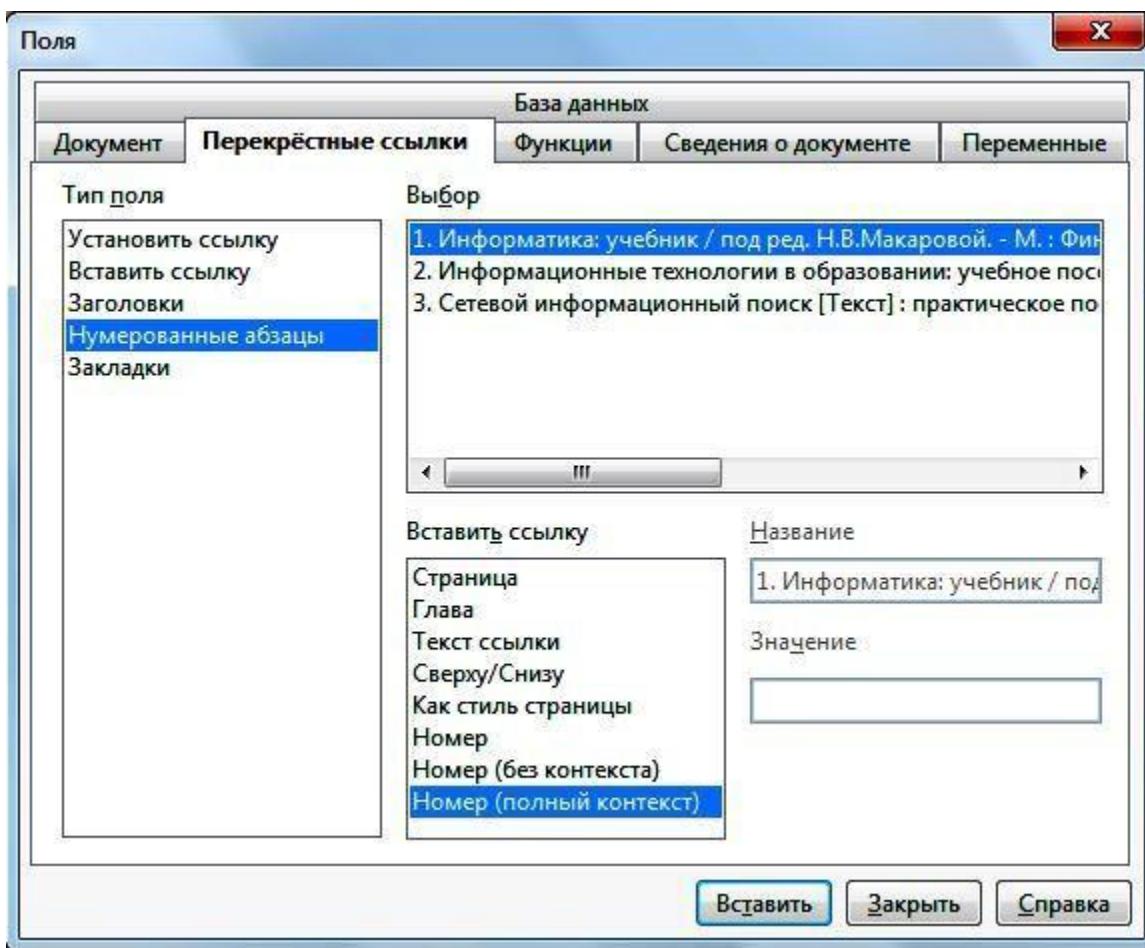 Поля
База данных
Документ Перекрёстные ссылки Функции Сведения о документе Переменные
Тип поля
Установить ссылку
Вставить ссылку
Заголовки
Нумерованные абзацы
Закладки
Выбор
1. Информатика: учебник / под ред. Н.В.Макаровой. - М. : Фин
2. Информационные технологии в образовании: учебное пос
3. Сетевой информационный поиск [Текст] : практическое по
Вставить ссылку
Страница
Глава
Текст ссылки
Сверху/Снизу
Как стиль страницы
Номер
Номер (без контекста)
Номер (полный контекст)
Название
1. Информатика: учебник / под
Значение
Вставить Закрыть Справка